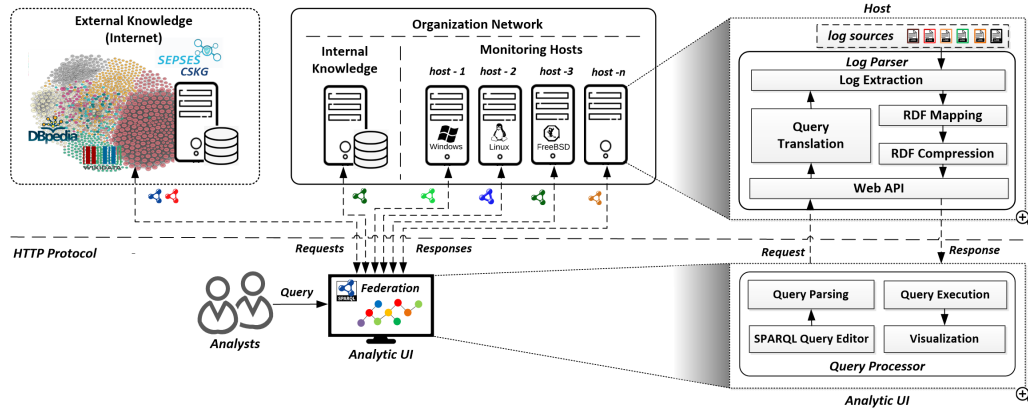 External Knowledge
(Internet)
SEPSES
CSKG
DBpedia
WIKIDATA
Organization Network
Internal
Knowledge
Monitoring Hosts
host - 1
host - 2
host -3
host -n
Windows
Linux
FreeBSD
Host
log sources
Log Parser
Log Extraction
Query
Translation
RDF Mapping
RDF Compression
Web API
Requests
Responses
Request
Response
HTTP Protocol
Query
Analysts
SPARQL
Federation
Analytic UI
Query Parsing
Query Execution
SPARQL Query Editor
Visualization
Query Processor
Analytic UI